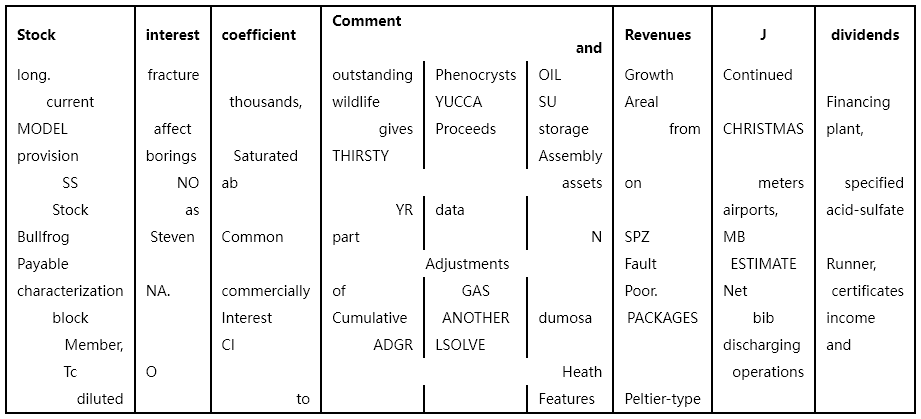 Stock interest coefficient Comment and Revenues J dividends
long. fracture outstanding Phenocrysts OIL Growth Continued
current thousands, wildlife YUCCA SU Areal Financing
MODEL affect gives Proceeds storage from CHRISTMAS plant,
provision borings Saturated THIRSTY Assembly
SS NO ab assets on meters specified
Stock as YR data airports, acid-sulfate
Bullfrog Steven Common part N SPZ MB
Payable Adjustments Fault ESTIMATE Runner,
characterization NA. commercially of GAS Poor. Net certificates
block Interest Cumulative ANOTHER dumosa PACKAGES bib income
Member, CI ADGR LSOLVE discharging and
Tc O Heath operations
diluted to Features Peltier-type